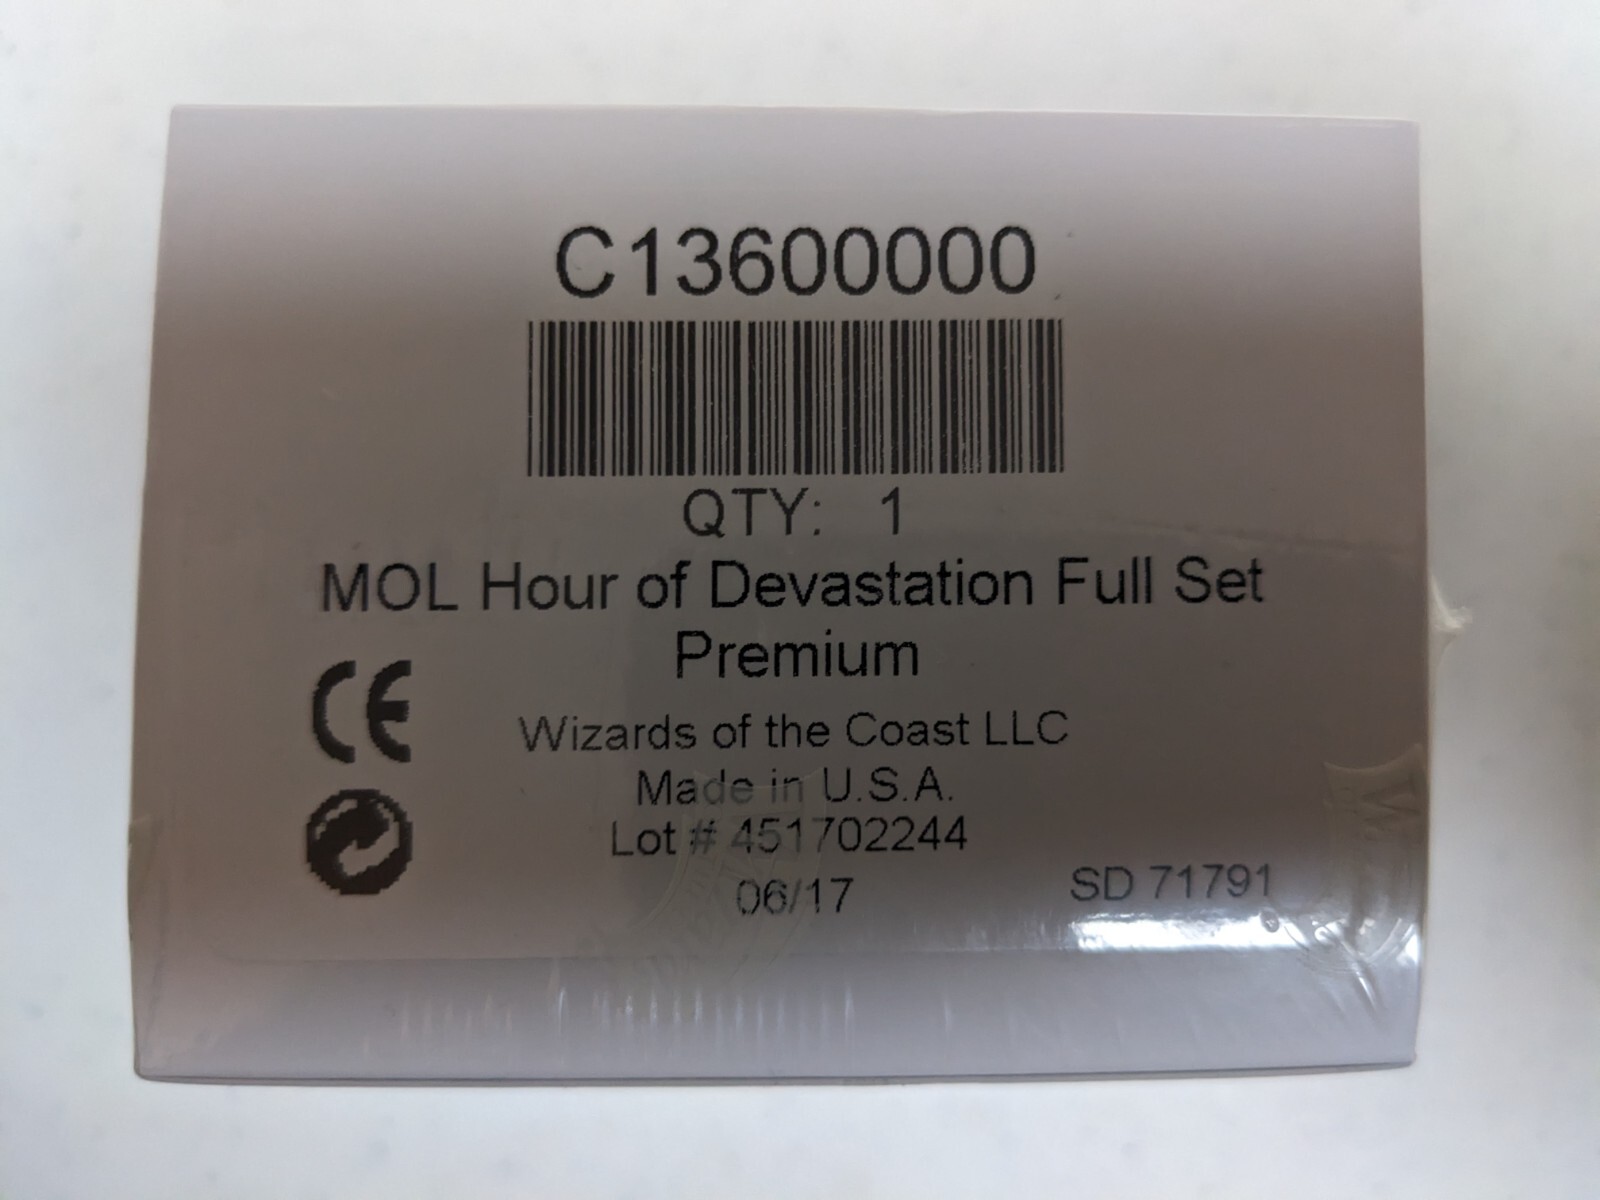 C13600000
QTY: 1
MOL Hour of Devastation Full Set
Premium
CE
Wizards of the Coast LLC
Made in U.S.A.
Lot # 451702244
06/17
SD 71791